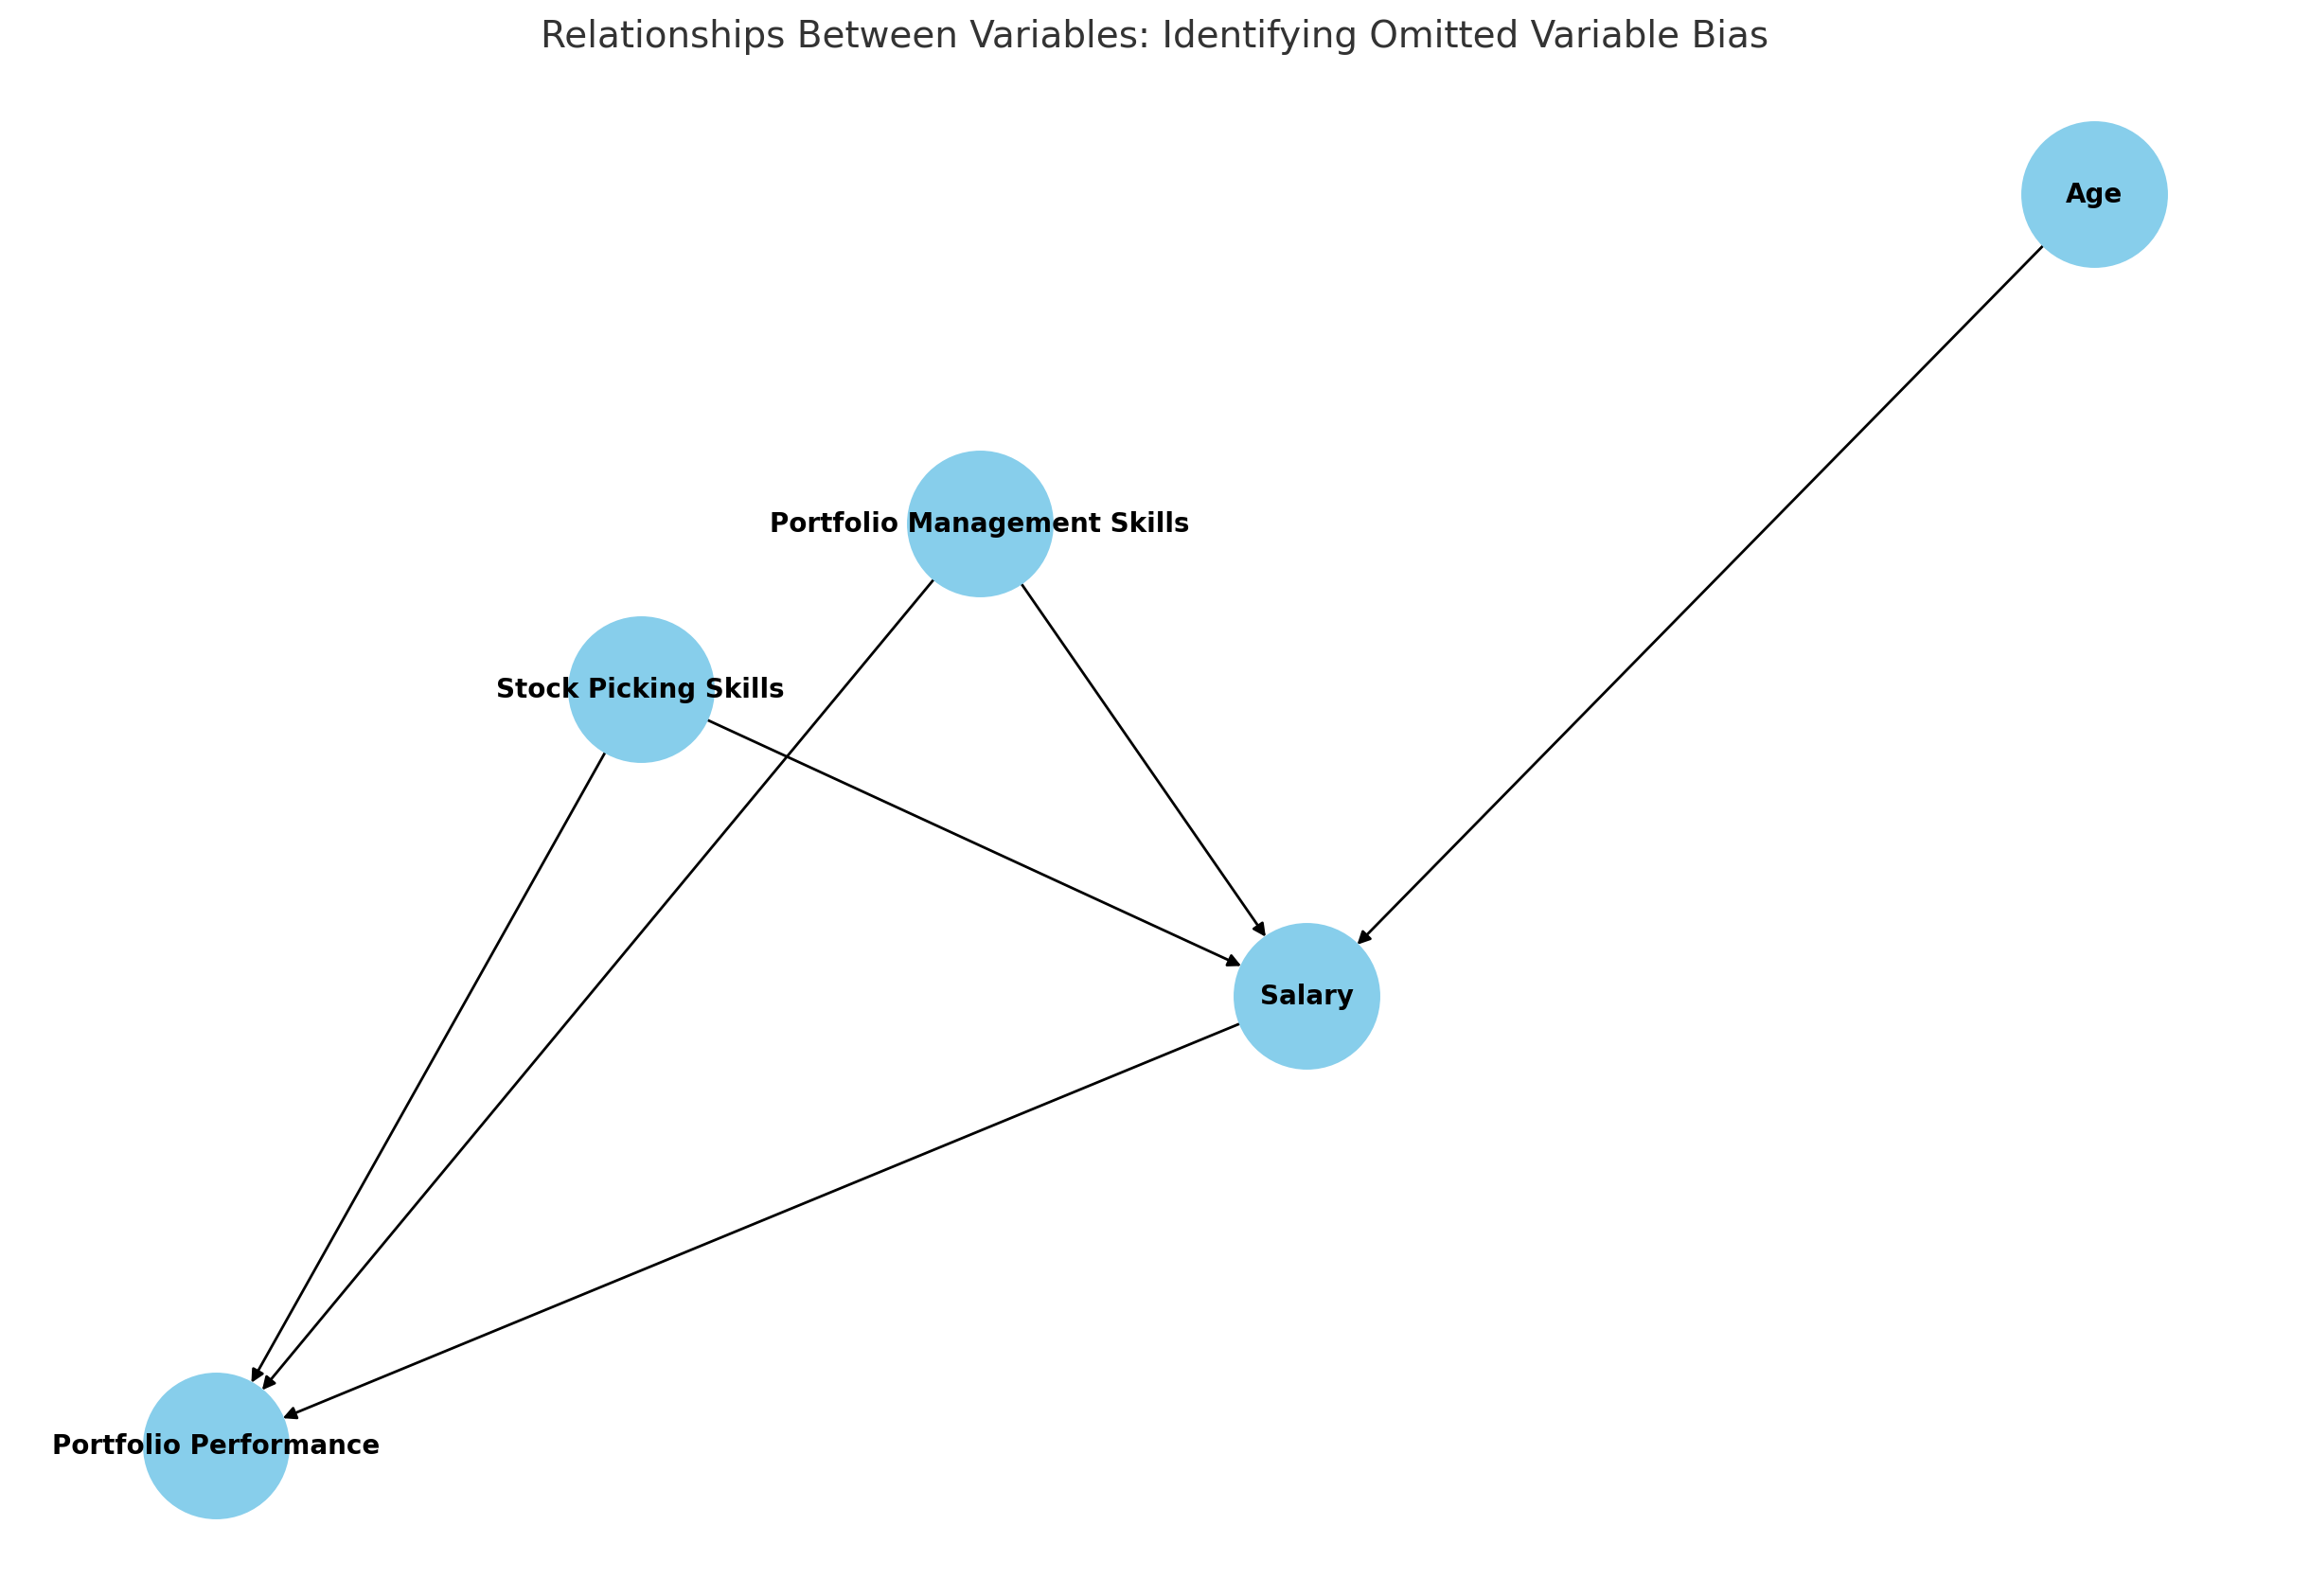 Relationships Between Variables: Identifying Omitted Variable Bias
Age
Portfolio Management Skills
Stock Picking Skills
Salary
Portfolio Performance